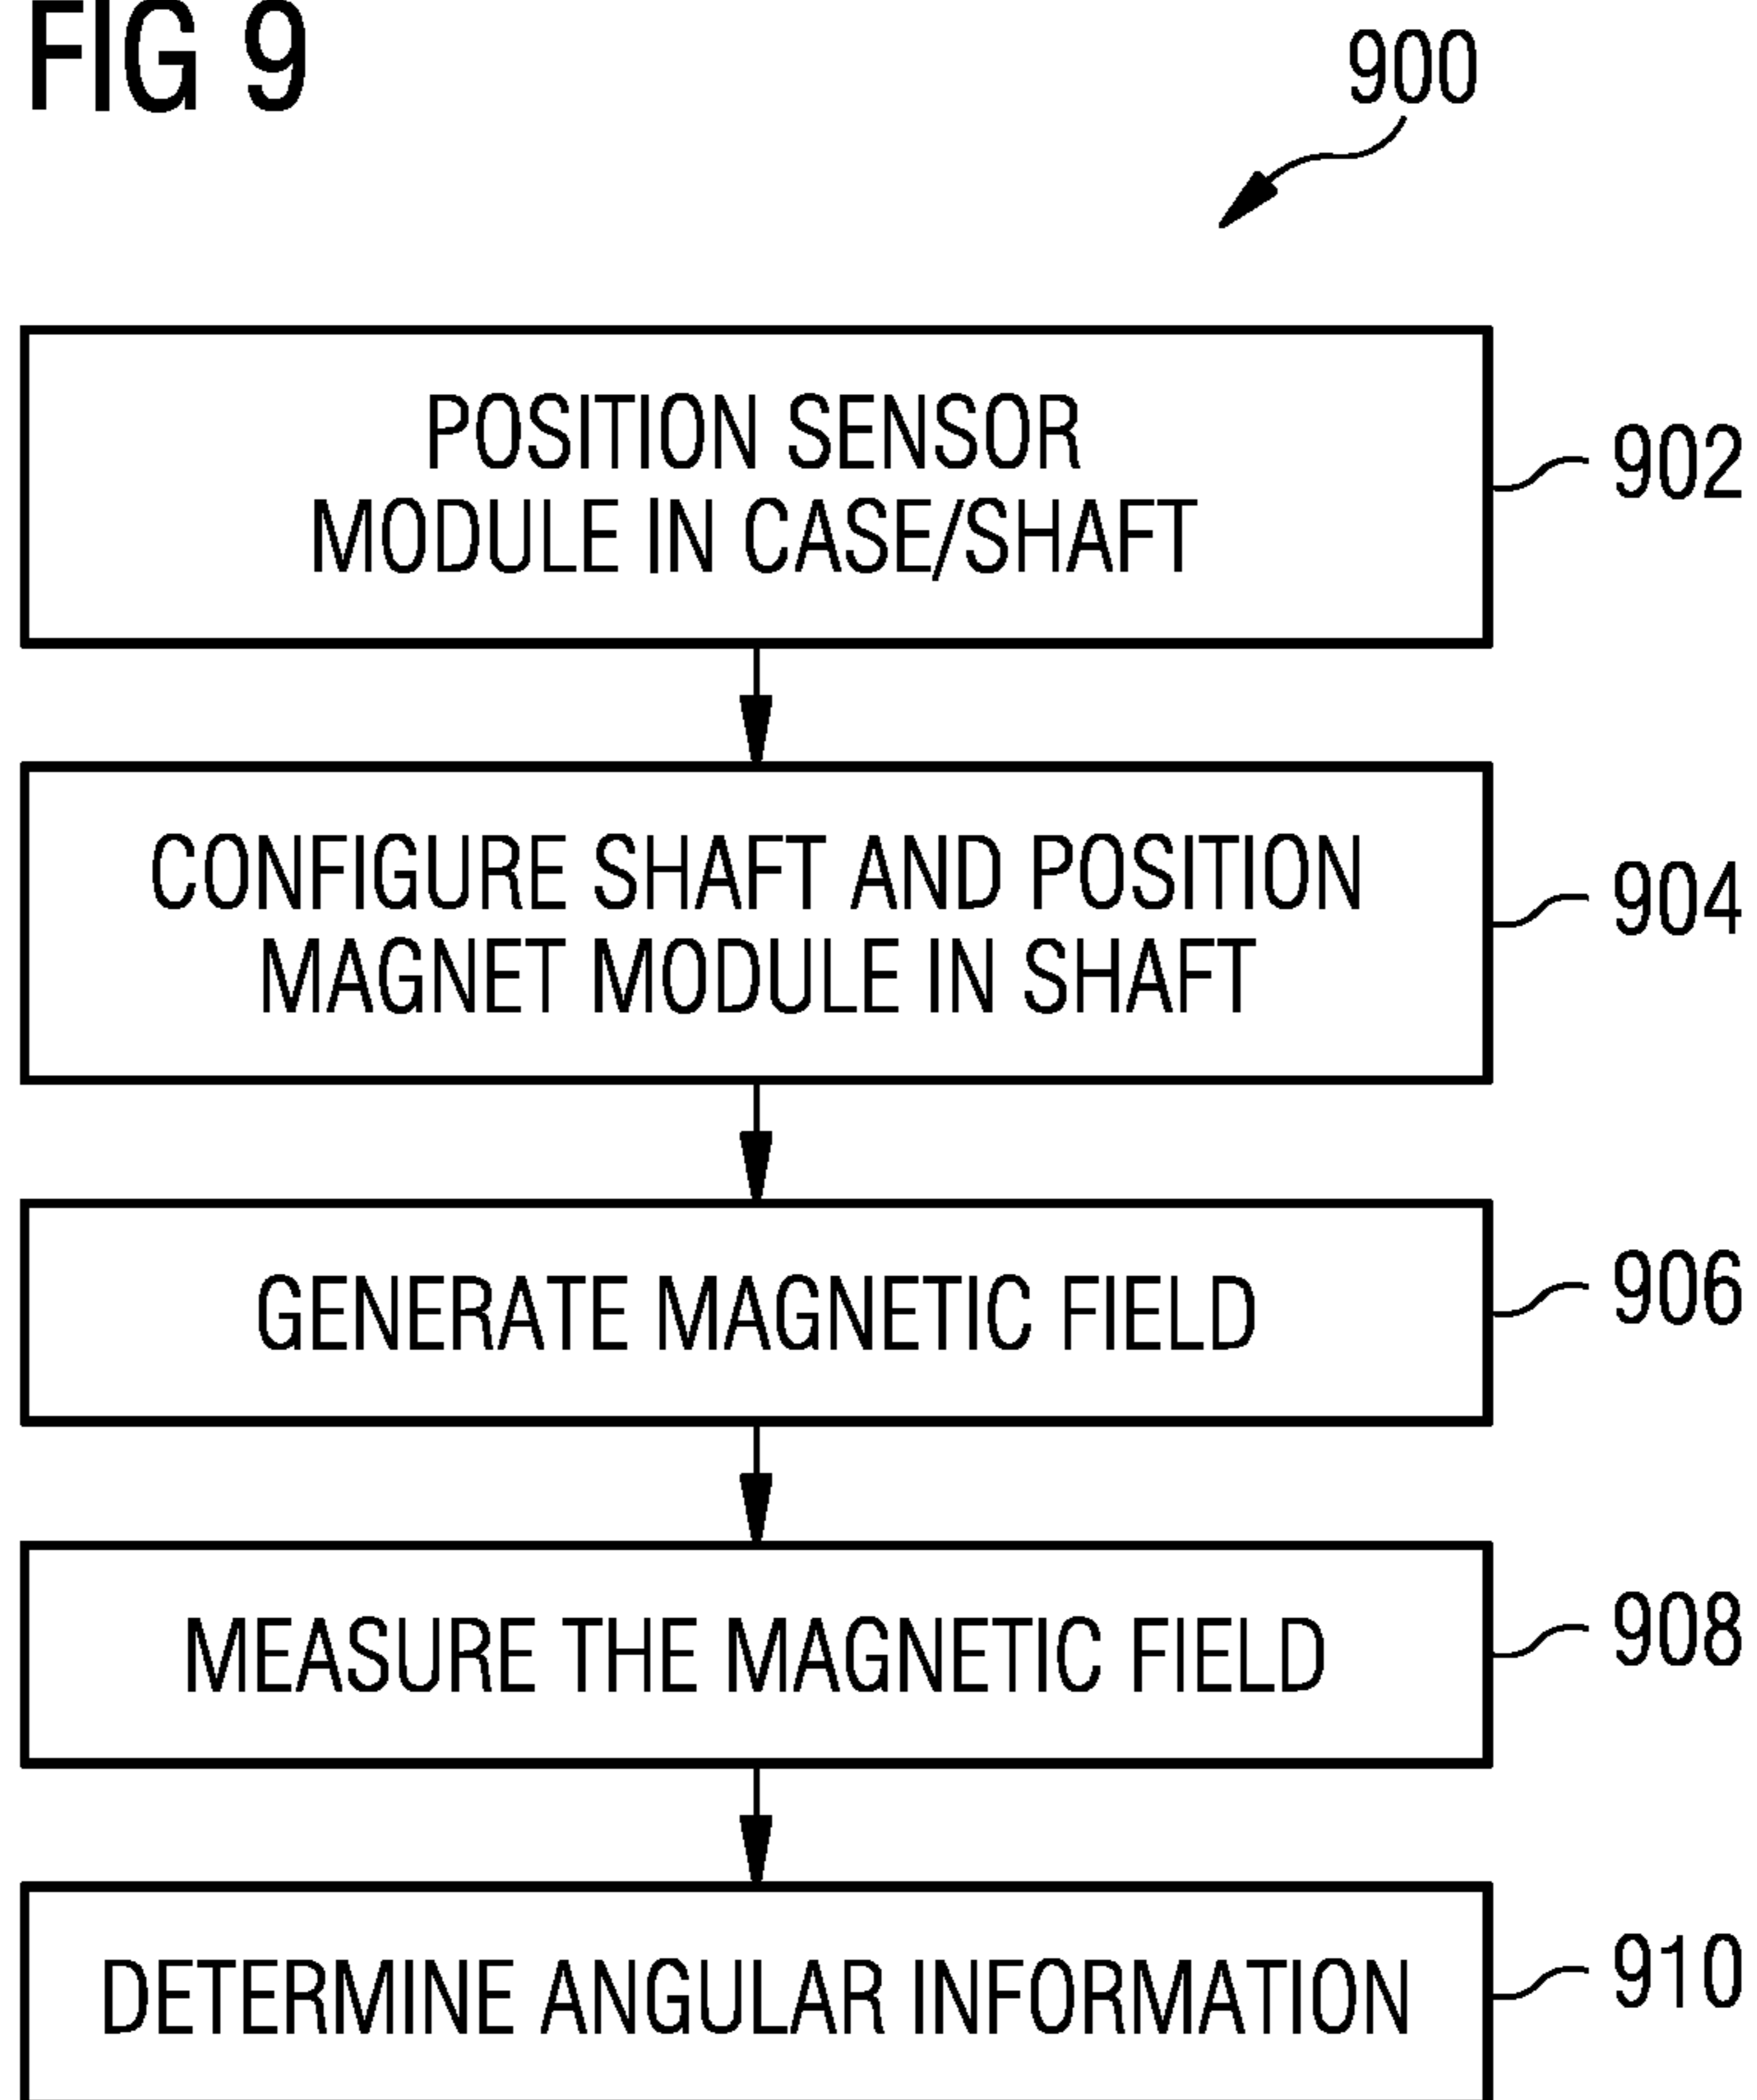 FIG 9
900
POSITION SENSOR
MODULE IN CASE/SHAFT
902
CONFIGURE SHAFT AND POSITION
MAGNET MODULE IN SHAFT
904
GENERATE MAGNETIC FIELD
906
MEASURE THE MAGNETIC FIELD
908
DETERMINE ANGULAR INFORMATION
910